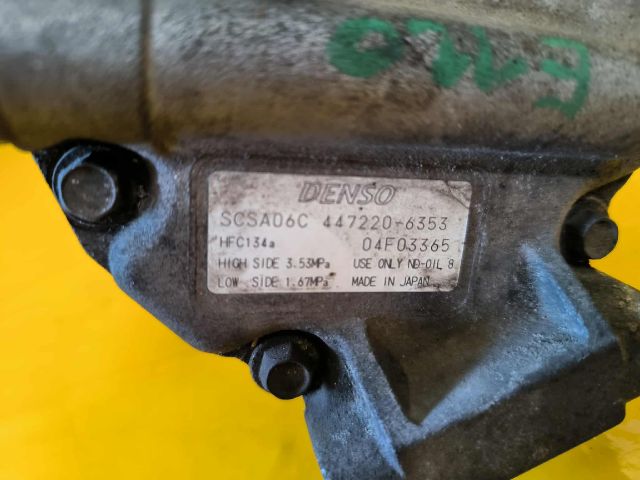 E120
DENSO
SCSA06C 447220-6353
HFC134a 04F03365
HIGH SIDE 3.53MPa USE ONLY ND-OIL 8
LOW SIDE 1.67MPa MADE IN JAPAN